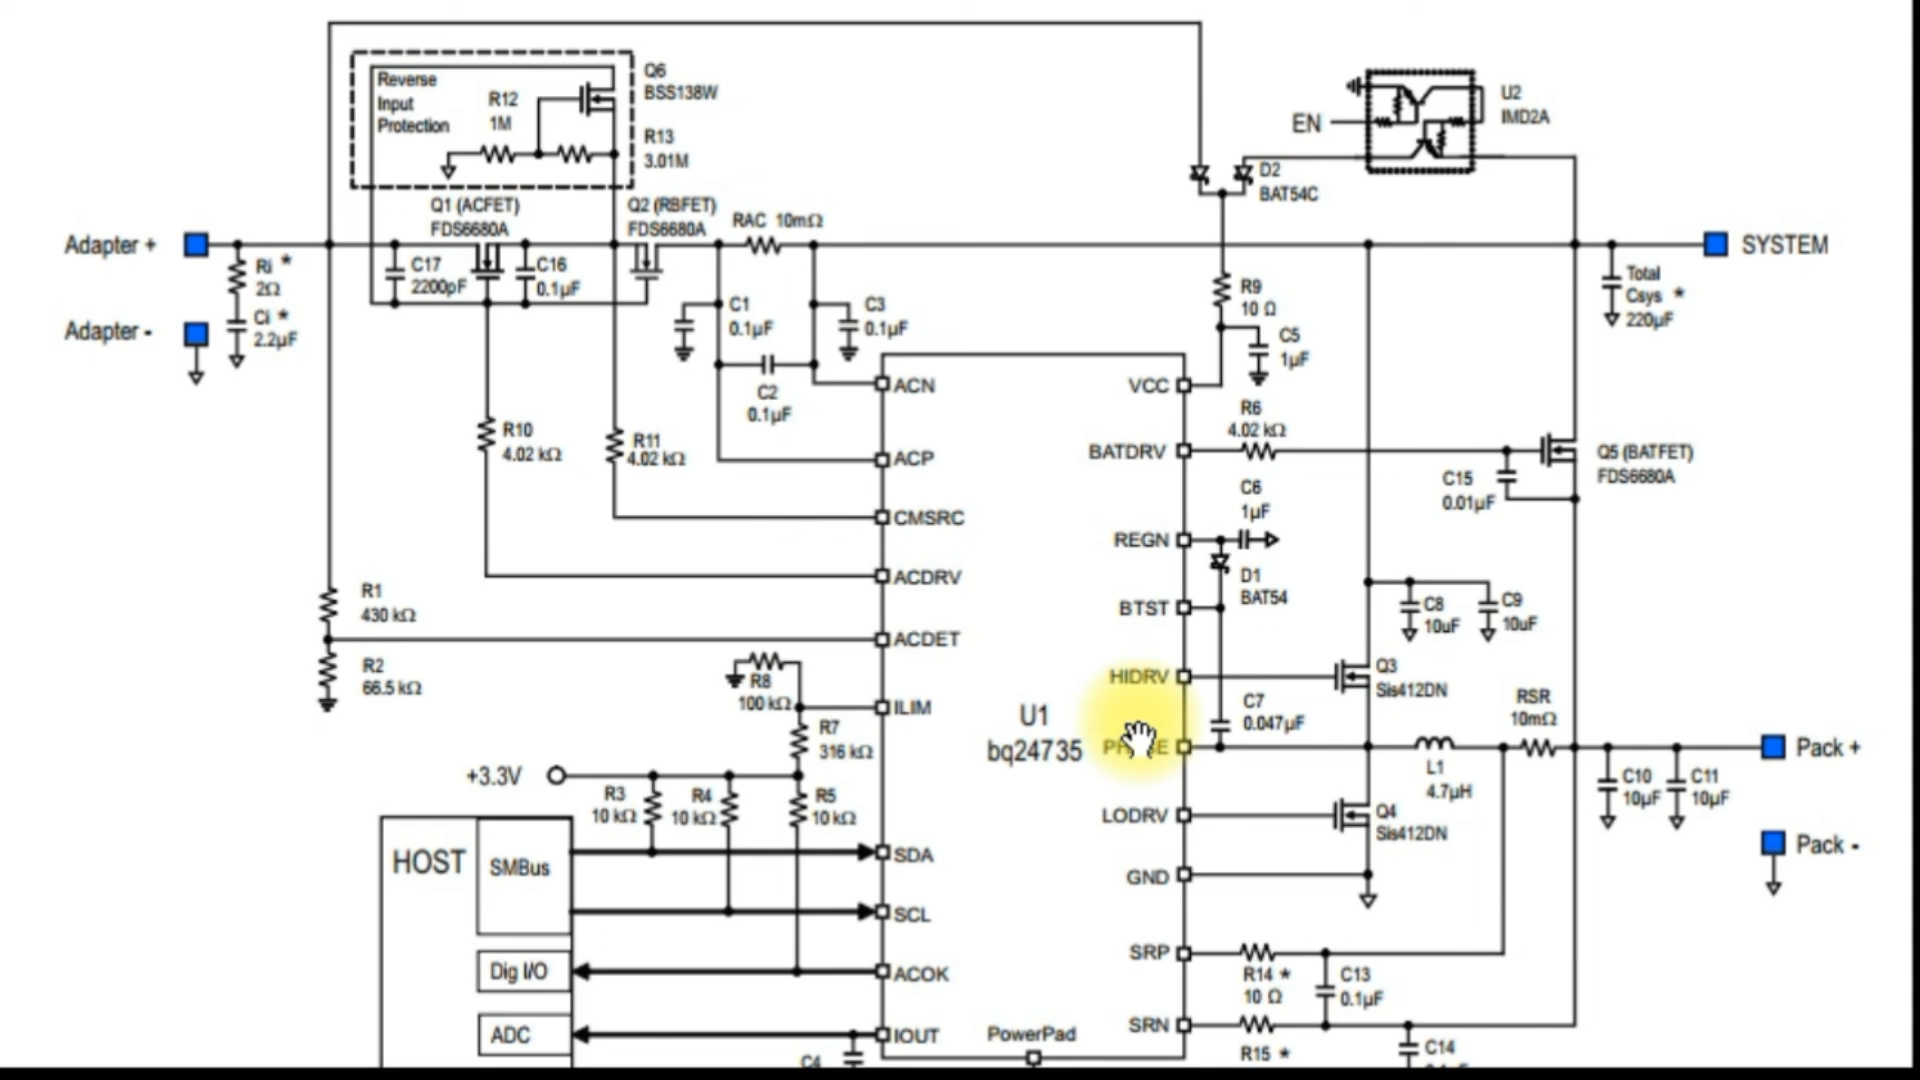 Reverse
Input
Protection
R12
1M
Q6
BSS138W
R13
3.01M
Q1 (ACFET)
FDS6680A
Q2 (RBFET)
FDS6680A
RAC 10mΩ
EN
U2
IMD2A
D2
BAT54C
Adapter +
Ri *
2Ω
C17
2200pF
C16
0.1µF
SYSTEM
Total
Csys *
220µF
Adapter -
Ci *
2.2µF
C1
0.1µF
C3
0.1µF
C2
0.1µF
R9
10 Ω
C5
1µF
ACN
VCC
R10
4.02 kΩ
R11
4.02 kΩ
ACP
R6
4.02 kΩ
BATDRV
Q5 (BATFET)
FDS6680A
C15
0.01µF
CMSRC
C6
1µF
REGN
ACDRV
D1
BAT54
R1
430 kΩ
BTST
C8
10uF
C9
10uF
ACDET
R2
66.5 kΩ
R8
100 kΩ
HIDRV
Q3
Sis412DN
ILIM
U1
bq24735
C7
0.047µF
RSR
10mΩ
R7
316 kΩ
L1
4.7µH
Pack +
+3.3V
C10
10µF
C11
10µF
R3
10 kΩ
R4
10 kΩ
R5
10 kΩ
LODRV
Q4
Sis412DN
Pack -
HOST
SMBus
SDA
GND
SCL
SRP
R14 *
10 Ω
C13
0.1µF
Dig I/O
ACOK
ADC
IOUT
PowerPad
SRN
R15 *
C14
C4